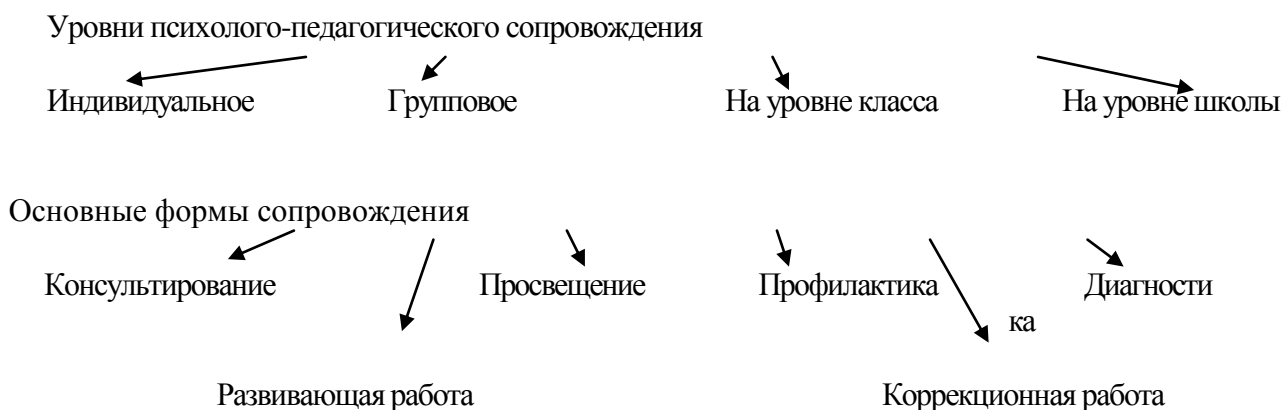 Уровни психолого-педагогического сопровождения
Индивидуальное Групповое На уровне класса На уровне школы
Основные формы сопровождения
Консультирование Просвещение Профилактика Диагности
ка
Развивающая работа Коррекционная работа